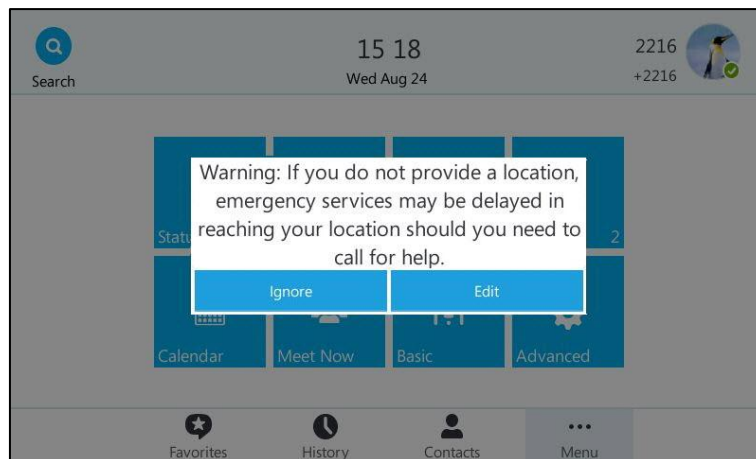 15 18
2216
Search
Wed Aug 24
+2216
Warning: If you do not provide a location,
emergency services may be delayed in
reaching your location should you need to
call for help.
2
Ignore
Edit
Calendar
Meet Now
Basic
Advanced
Favorites
History
Contacts
Menu